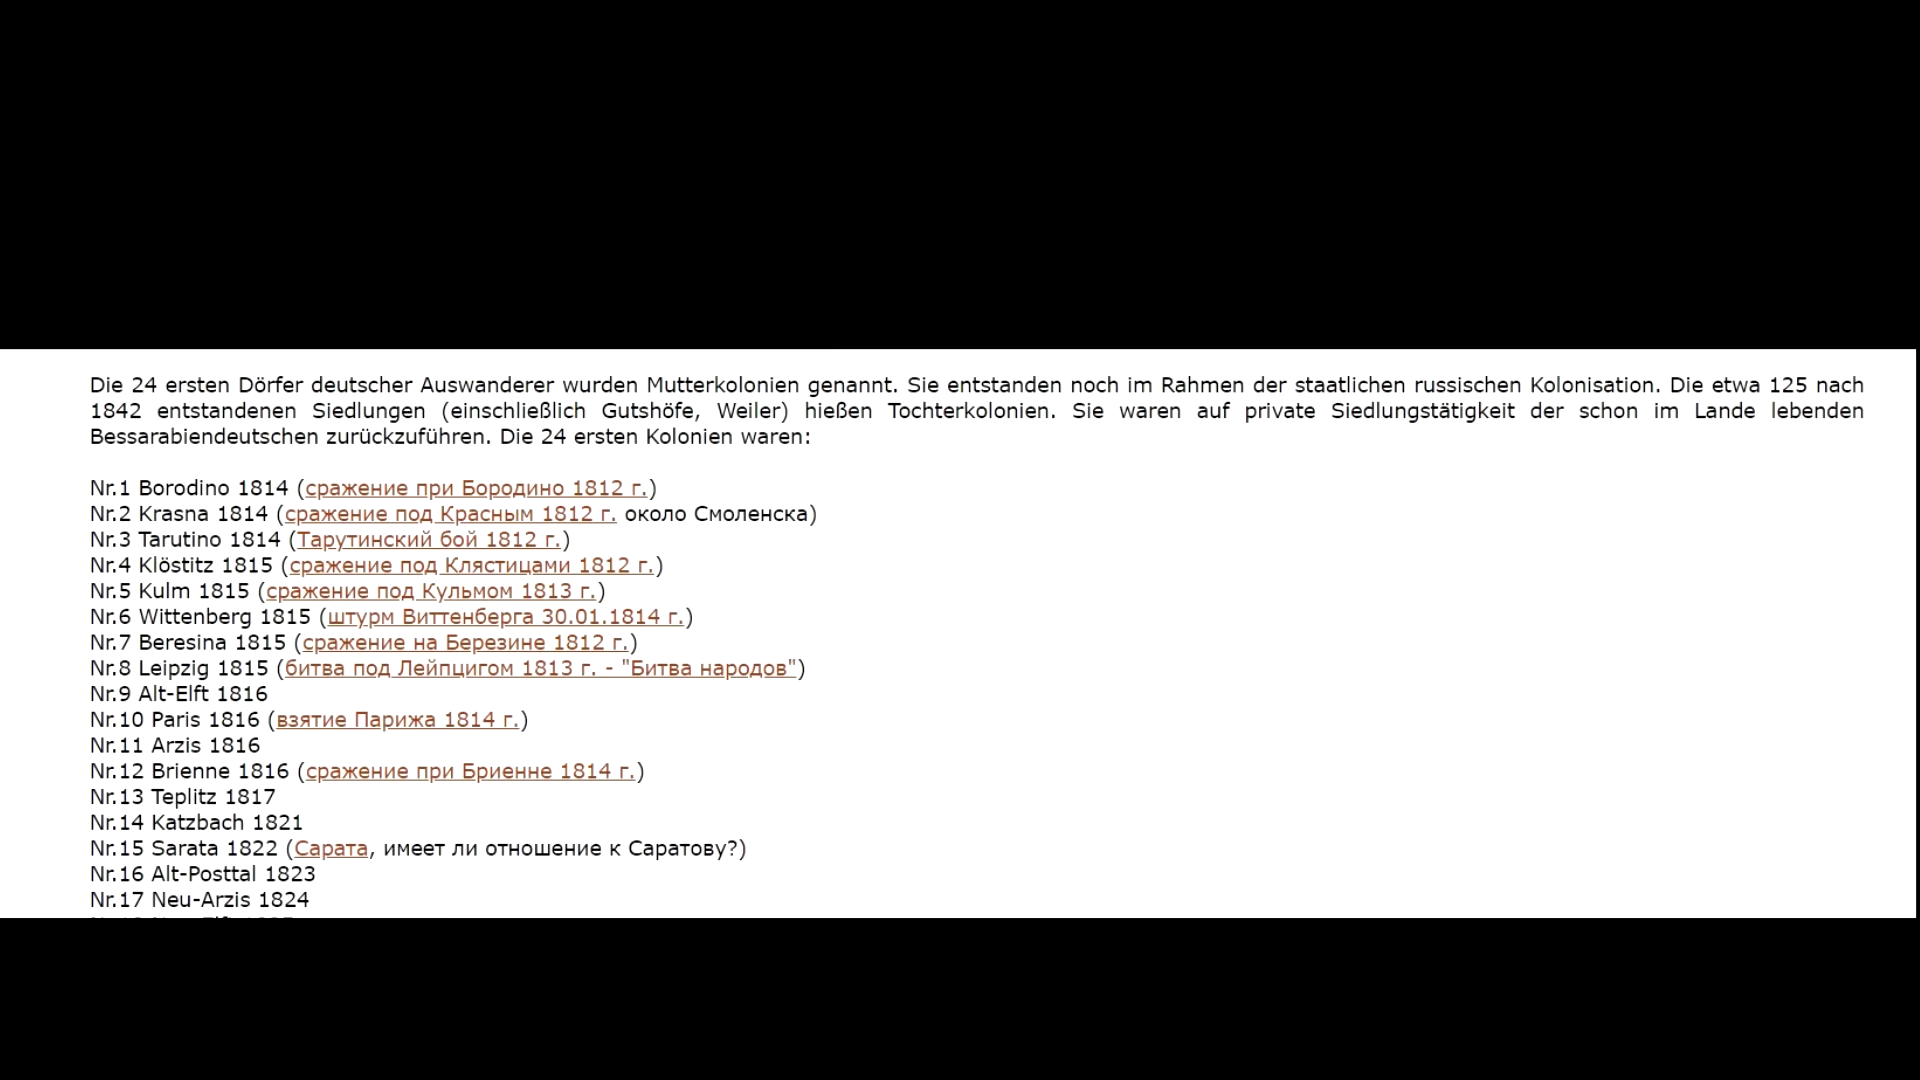 Die 24 ersten Dörfer deutscher Auswanderer wurden Mutterkolonien genannt. Sie entstanden noch im Rahmen der staatlichen russischen Kolonisation. Die etwa 125 nach
1842 entstandenen Siedlungen (einschließlich Gutshöfe, Weiler) hießen Tochterkolonien. Sie waren auf private Siedlungstätigkeit der schon im Lande lebenden
Bessarabiendeutschen zurückzuführen. Die 24 ersten Kolonien waren:
Nr.1 Borodino 1814 (сражение при Бородино 1812 г.)
Nr.2 Krasna 1814 (сражение под Красным 1812 г. около Смоленска)
Nr.3 Tarutino 1814 (Тарутинский бой 1812 г.)
Nr.4 Klöstitz 1815 (сражение под Клястицами 1812 г.)
Nr.5 Kulm 1815 (сражение под Кульмом 1813 г.)
Nr.6 Wittenberg 1815 (штурм Виттенберга 30.01.1814 г.)
Nr.7 Beresina 1815 (сражение на Березине 1812 г.)
Nr.8 Leipzig 1815 (битва под Лейпцигом 1813 г. - "Битва народов")
Nr.9 Alt-Elft 1816
Nr.10 Paris 1816 (взятие Парижа 1814 г.)
Nr.11 Arzis 1816
Nr.12 Brienne 1816 (сражение при Бриенне 1814 г.)
Nr.13 Teplitz 1817
Nr.14 Katzbach 1821
Nr.15 Sarata 1822 (Сарата, имеет ли отношение к Саратову?)
Nr.16 Alt-Posttal 1823
Nr.17 Neu-Arzis 1824